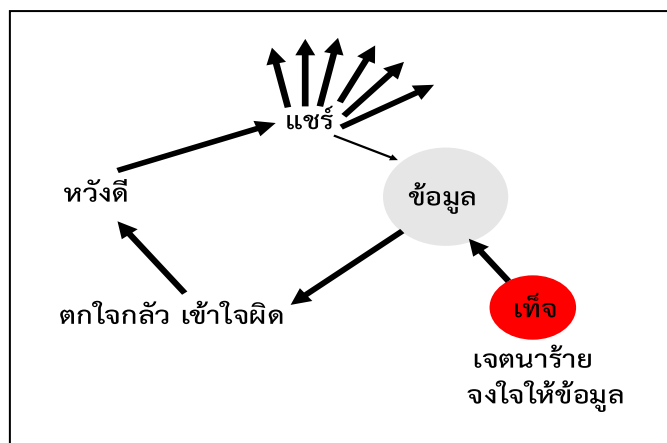 แชร์
หวังดี
ข้อมูล
ตกใจกลัว เข้าใจผิด
เท็จ
เจตนาร้าย
จงใจให้ข้อมูล